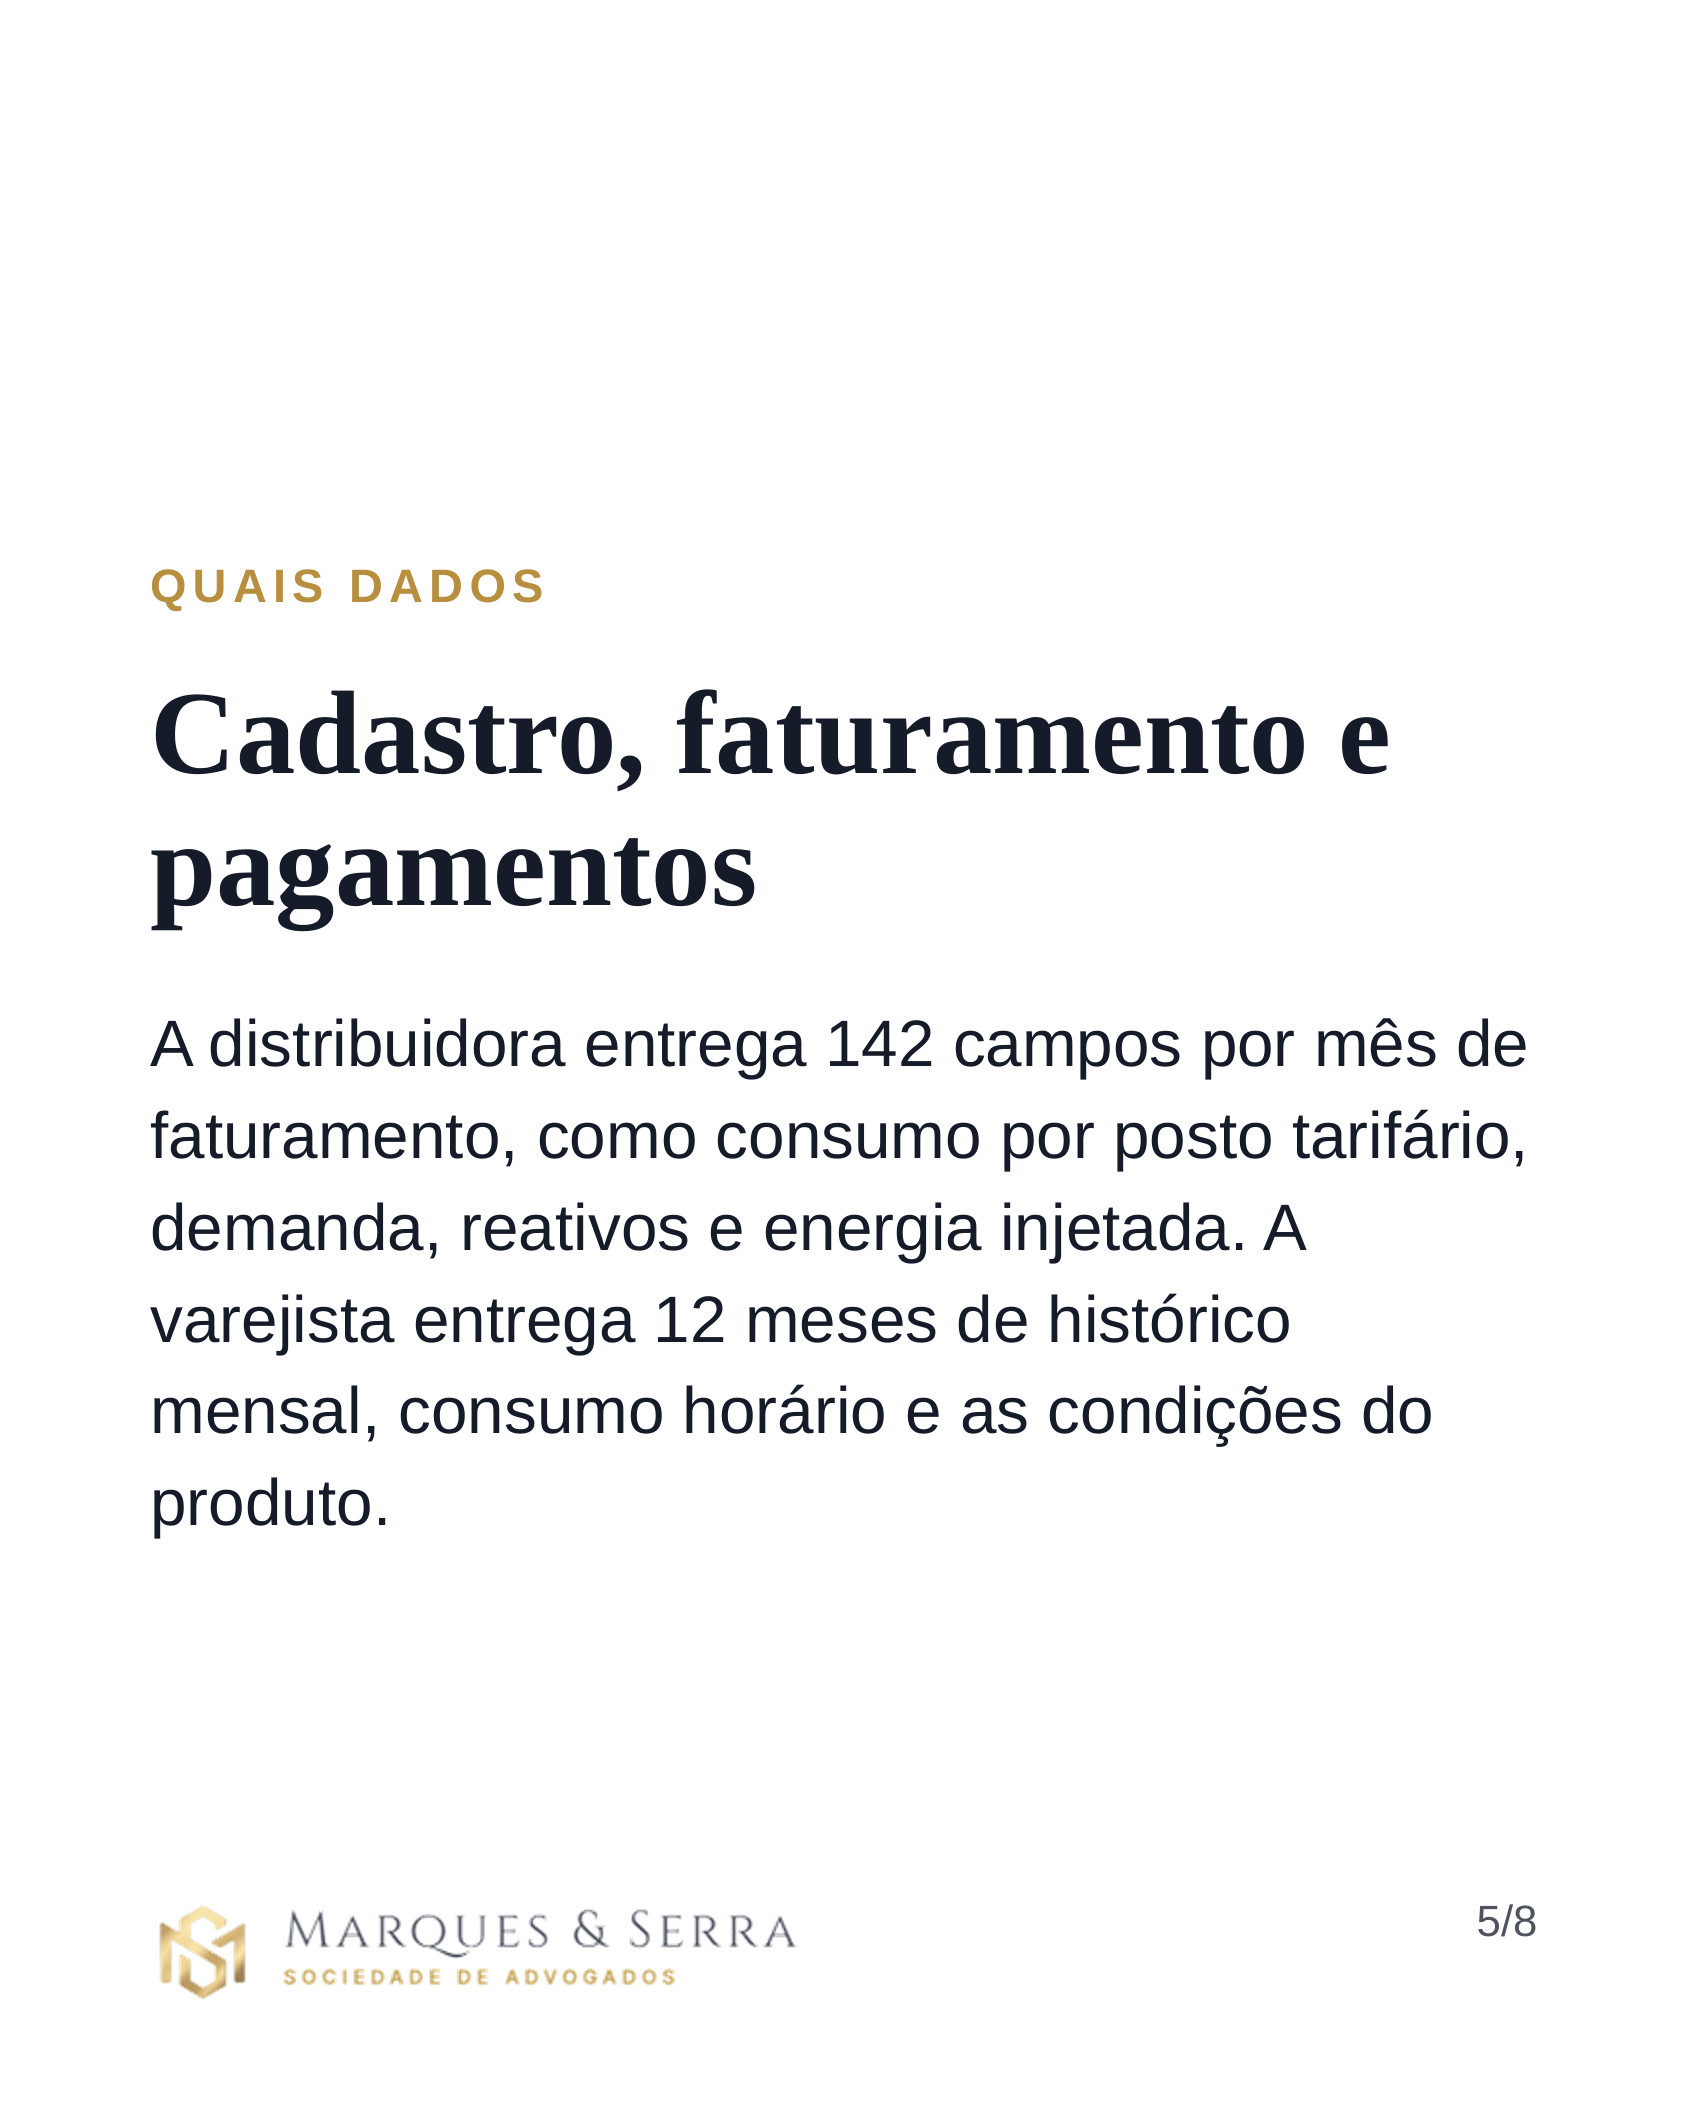 QUAIS DADOS
Cadastro, faturamento e
pagamentos
A distribuidora entrega 142 campos por mês de
faturamento, como consumo por posto tarifário,
demanda, reativos e energia injetada. A
varejista entrega 12 meses de histórico
mensal, consumo horário e as condições do
produto.
MARQUES & SERRA
SOCIEDADE DE ADVOGADOS
5/8